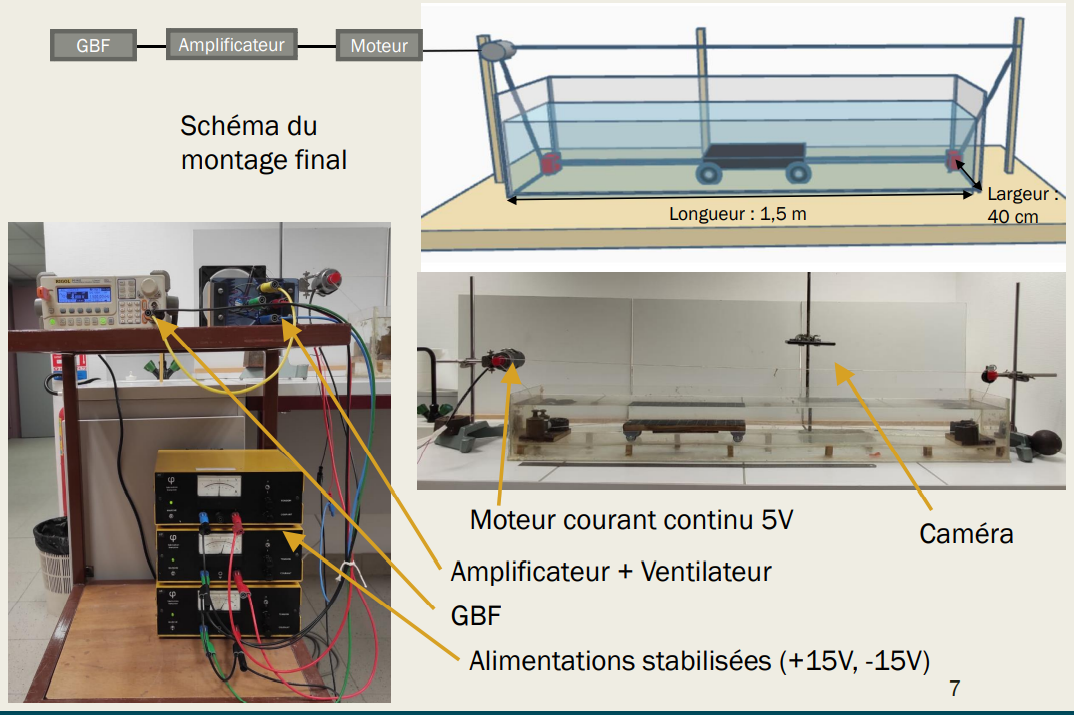 GBF
Amplificateur
Moteur
Schéma du
montage final
Longueur : 1,5 m
Largeur :
40 cm
Moteur courant continu 5V
Caméra
Amplificateur + Ventilateur
GBF
Alimentations stabilisées (+15V, -15V)
7